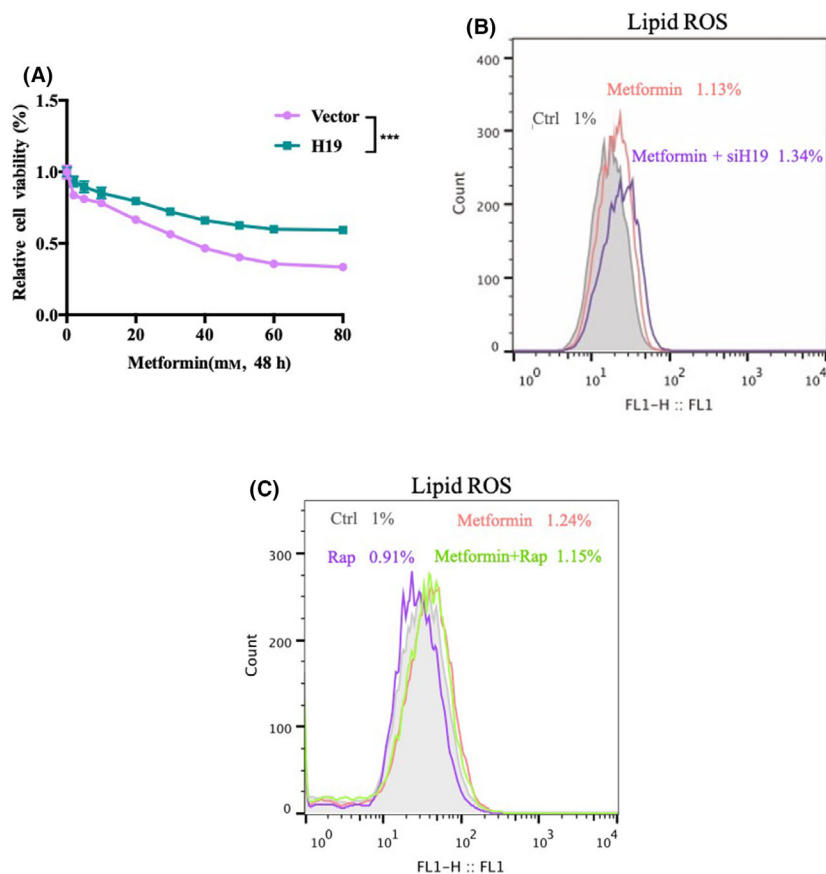 (A)
1.5
1.0
0.5
0.0
Relative cell viability (%)
Vector
H19
***
0 20 40 60 80
Metformin(mM, 48 h)
(B)
Lipid ROS
400
300
200
100
0
Count
Metformin 1.13%
Ctrl 1%
Metformin + siH19 1.34%
10^0 10^1 10^2 10^3 10^4
FL1-H :: FL1
(C)
Lipid ROS
Ctrl 1% Metformin 1.24%
Rap 0.91% Metformin+Rap 1.15%
300
200
100
0
Count
10^0 10^1 10^2 10^3 10^4
FL1-H :: FL1